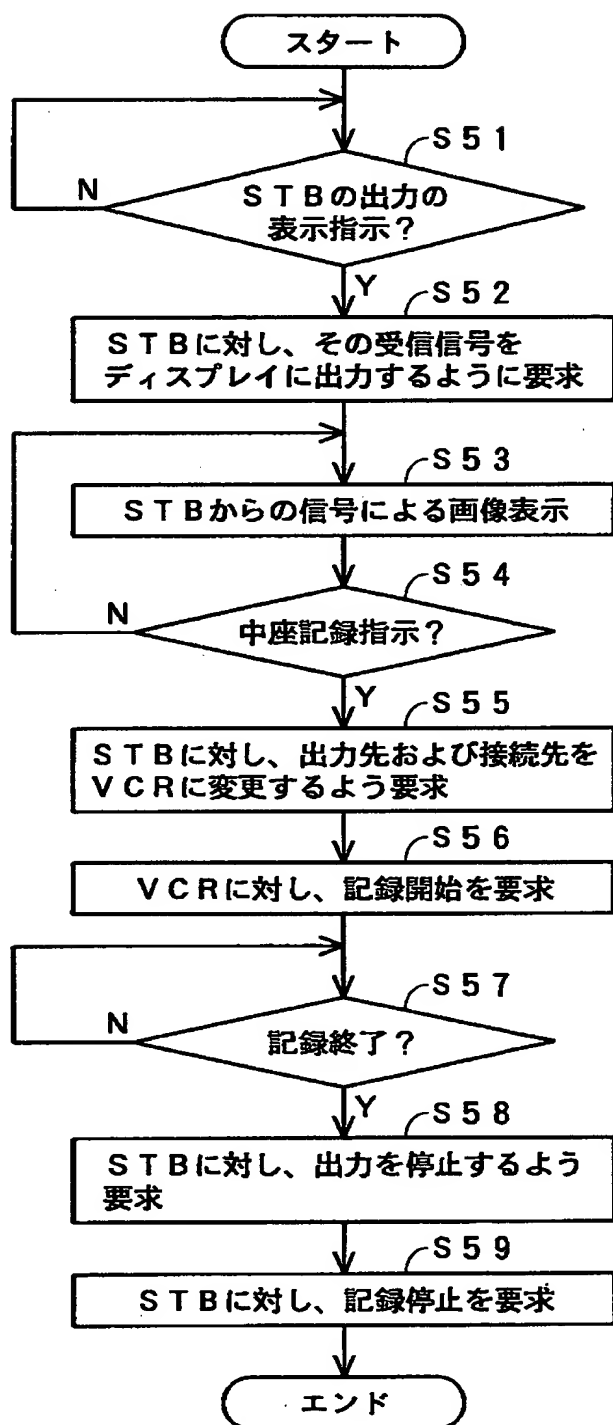 スタート
S51
STBの出力の
表示指示？
N
Y
S52
STBに対し、その受信信号を
ディスプレイに出力するように要求
S53
STBからの信号による画像表示
S54
中座記録指示？
N
Y
S55
STBに対し、出力先および接続先を
VCRに変更するよう要求
S56
VCRに対し、記録開始を要求
S57
記録終了？
N
Y
S58
STBに対し、出力を停止するよう
要求
S59
STBに対し、記録停止を要求
エンド